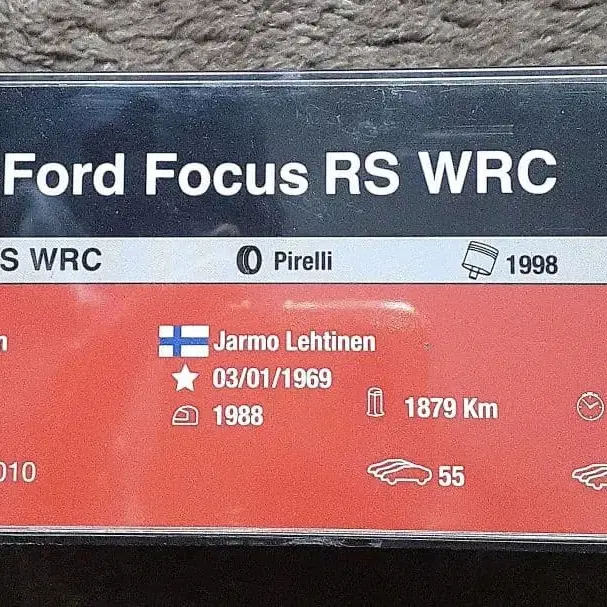 Ford Focus RS WRC
S WRC Pirelli 1998
Jarmo Lehtinen
03/01/1969
1988 1879 Km
010 55